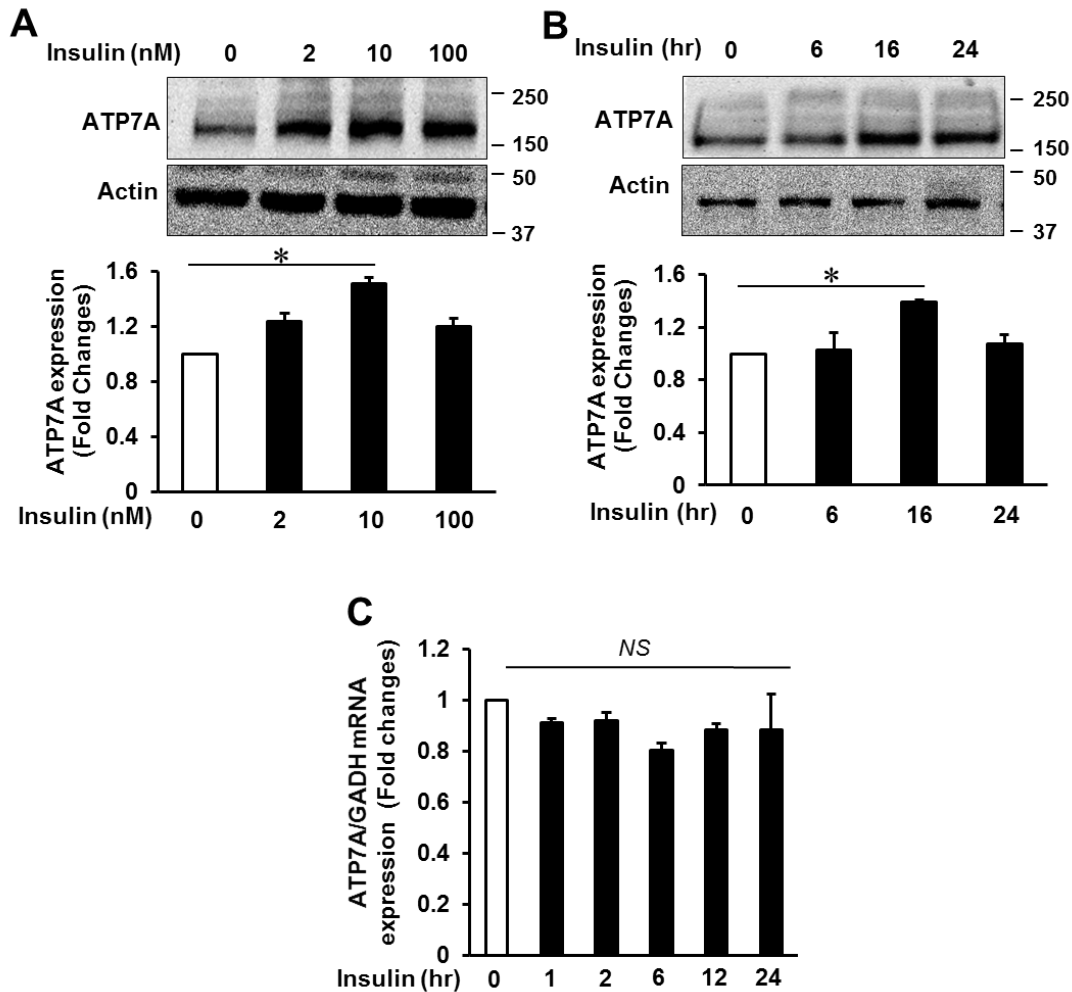 A
Insulin (nM) 0 2 10 100
ATP7A
– 250
– 150
Actin
– 50
– 37
*
ATP7A expression
(Fold Changes)
1.6
1.2
0.8
0.4
0
Insulin (nM) 0 2 10 100
B
Insulin (hr) 0 6 16 24
ATP7A
– 250
– 150
Actin
– 50
– 37
*
ATP7A expression
(Fold Changes)
1.6
1.2
0.8
0.4
0
Insulin (hr) 0 6 16 24
C
NS
ATP7A/GADH mRNA
expression (Fold changes)
1.2
1
0.8
0.6
0.4
0.2
0
Insulin (hr) 0 1 2 6 12 24